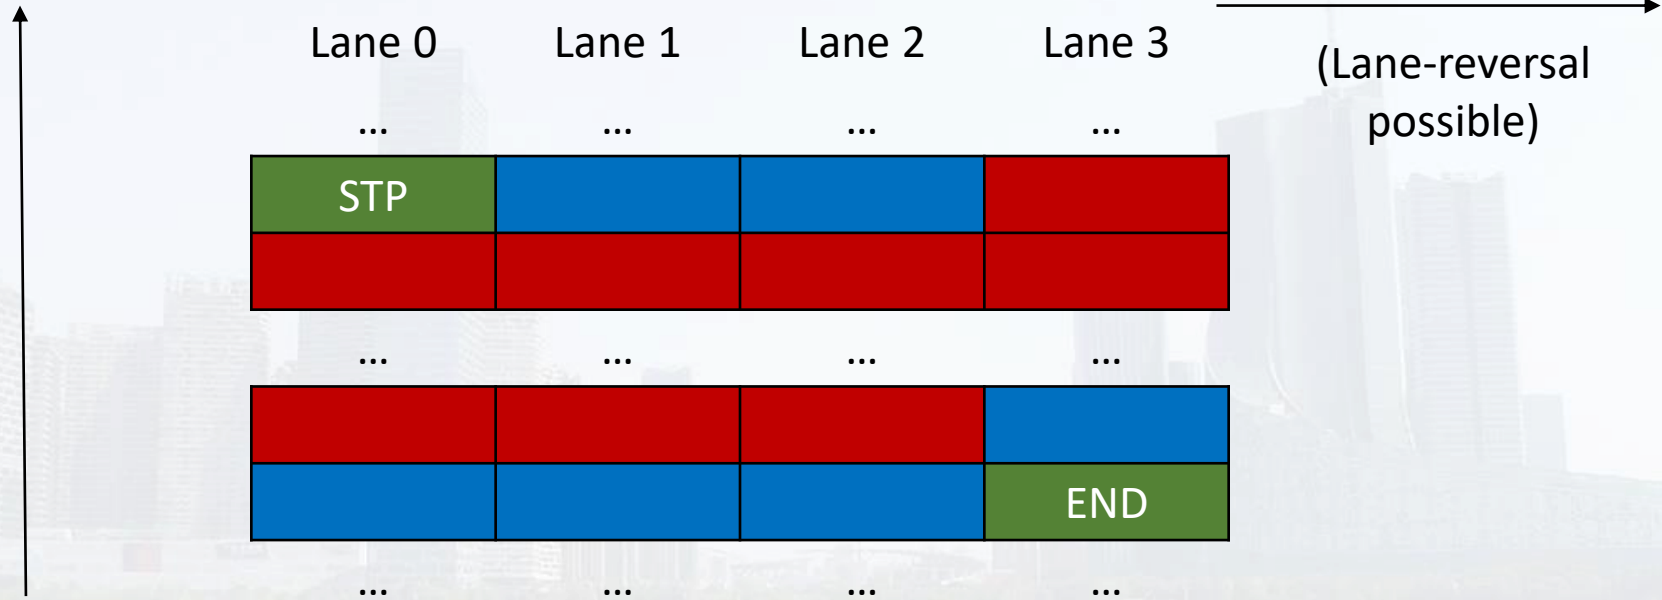 Lane 0 Lane 1 Lane 2 Lane 3
(Lane-reversal
possible)
... ... ... ...
STP
... ... ... ...
END
... ... ... ...